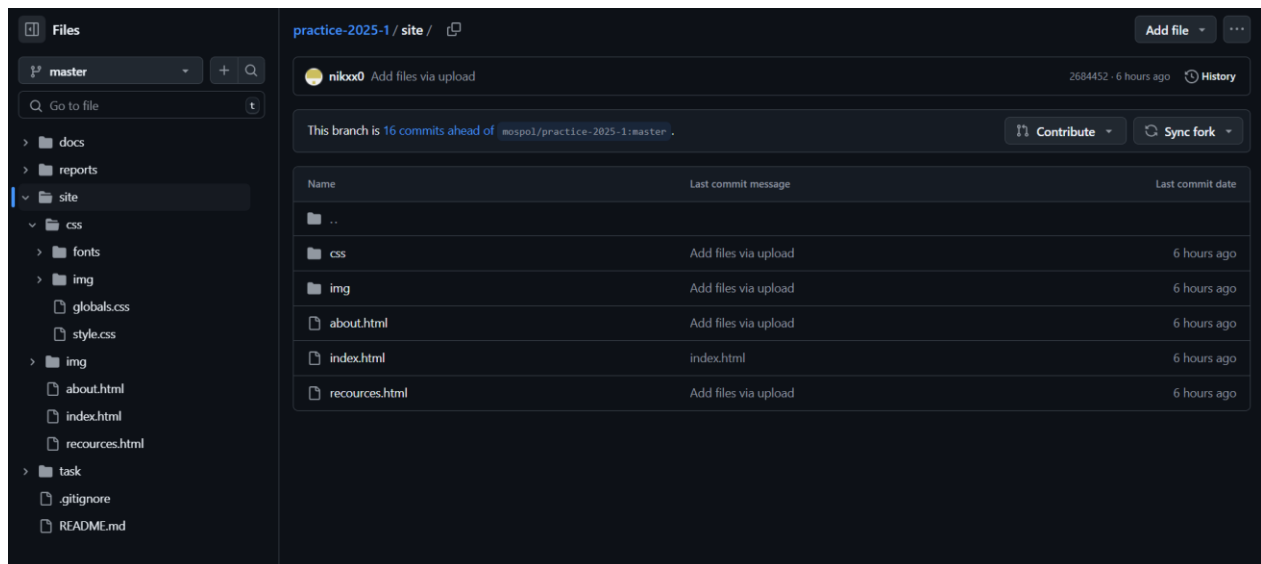 Files
master
Go to file
t
docs
reports
site
css
fonts
img
globals.css
style.css
img
about.html
index.html
recources.html
task
.gitignore
README.md
practice-2025-1 / site /
Add file
nikxx0 Add files via upload
2684452 · 6 hours ago History
This branch is 16 commits ahead of mospol/practice-2025-1:master .
Contribute
Sync fork
Name Last commit message Last commit date
..
css Add files via upload 6 hours ago
img Add files via upload 6 hours ago
about.html Add files via upload 6 hours ago
index.html index.html 6 hours ago
recources.html Add files via upload 6 hours ago